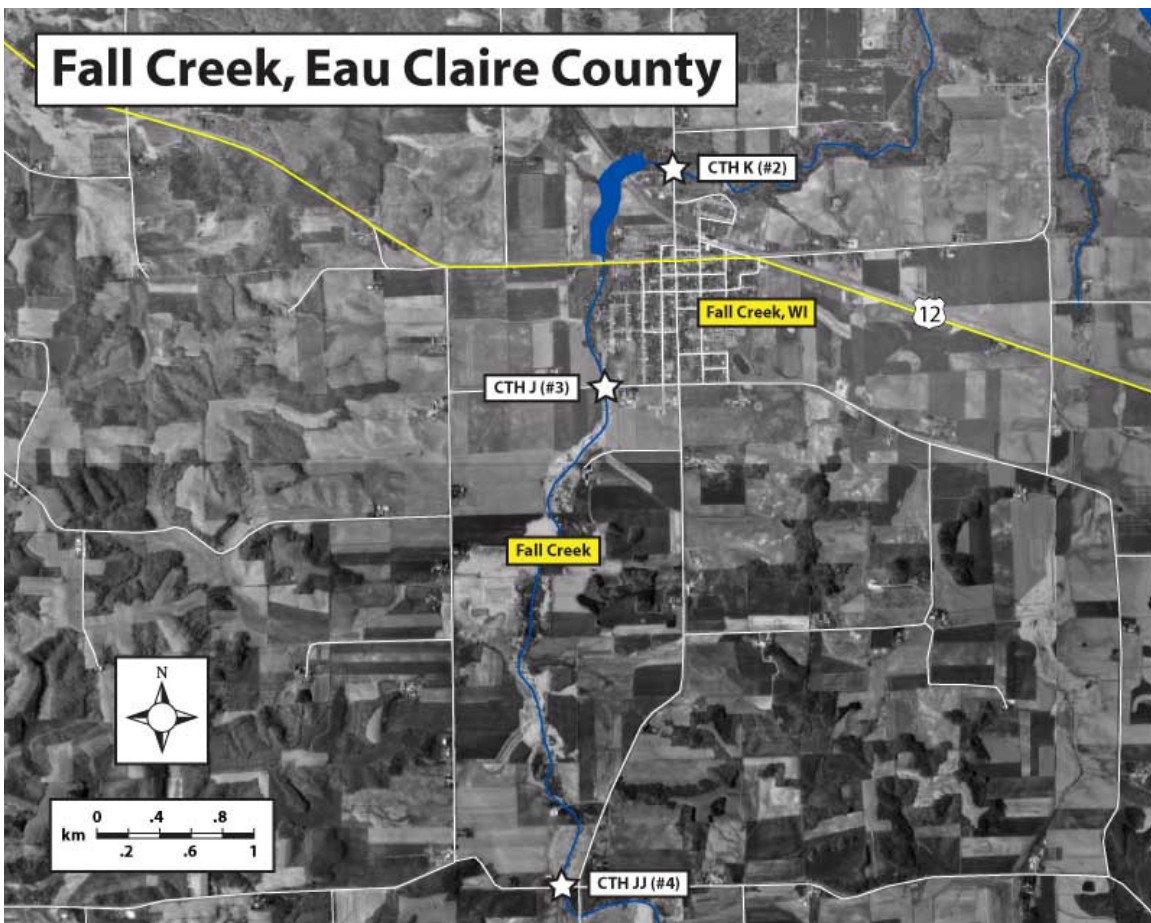 Fall Creek, Eau Claire County
CTH K (#2)
Fall Creek, WI
12
CTH J (#3)
Fall Creek
N
0 .4 .8
km
.2 .6 1
CTH JJ (#4)